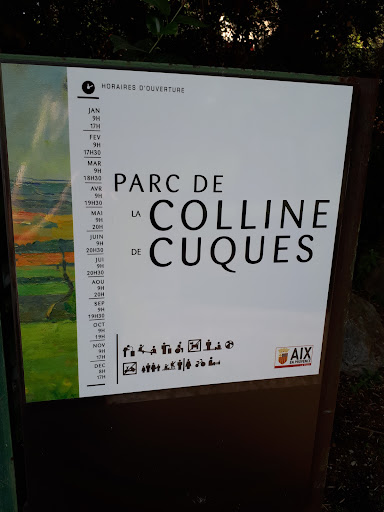 HORAIRES D'OUVERTURE
JAN
9H
17H
FEV
9H
17H30
MAR
9H
18H30
AVR
9H
19H30
MAI
9H
20H
JUIN
9H
20H30
JUI
9H
20H30
AOU
9H
20H
SEP
9H
19H30
OCT
9H
19H
NOV
9H
17H
DEC
9H
17H
PARC DE
LA COLLINE
DE CUQUES
AIX
EN PROVENCE